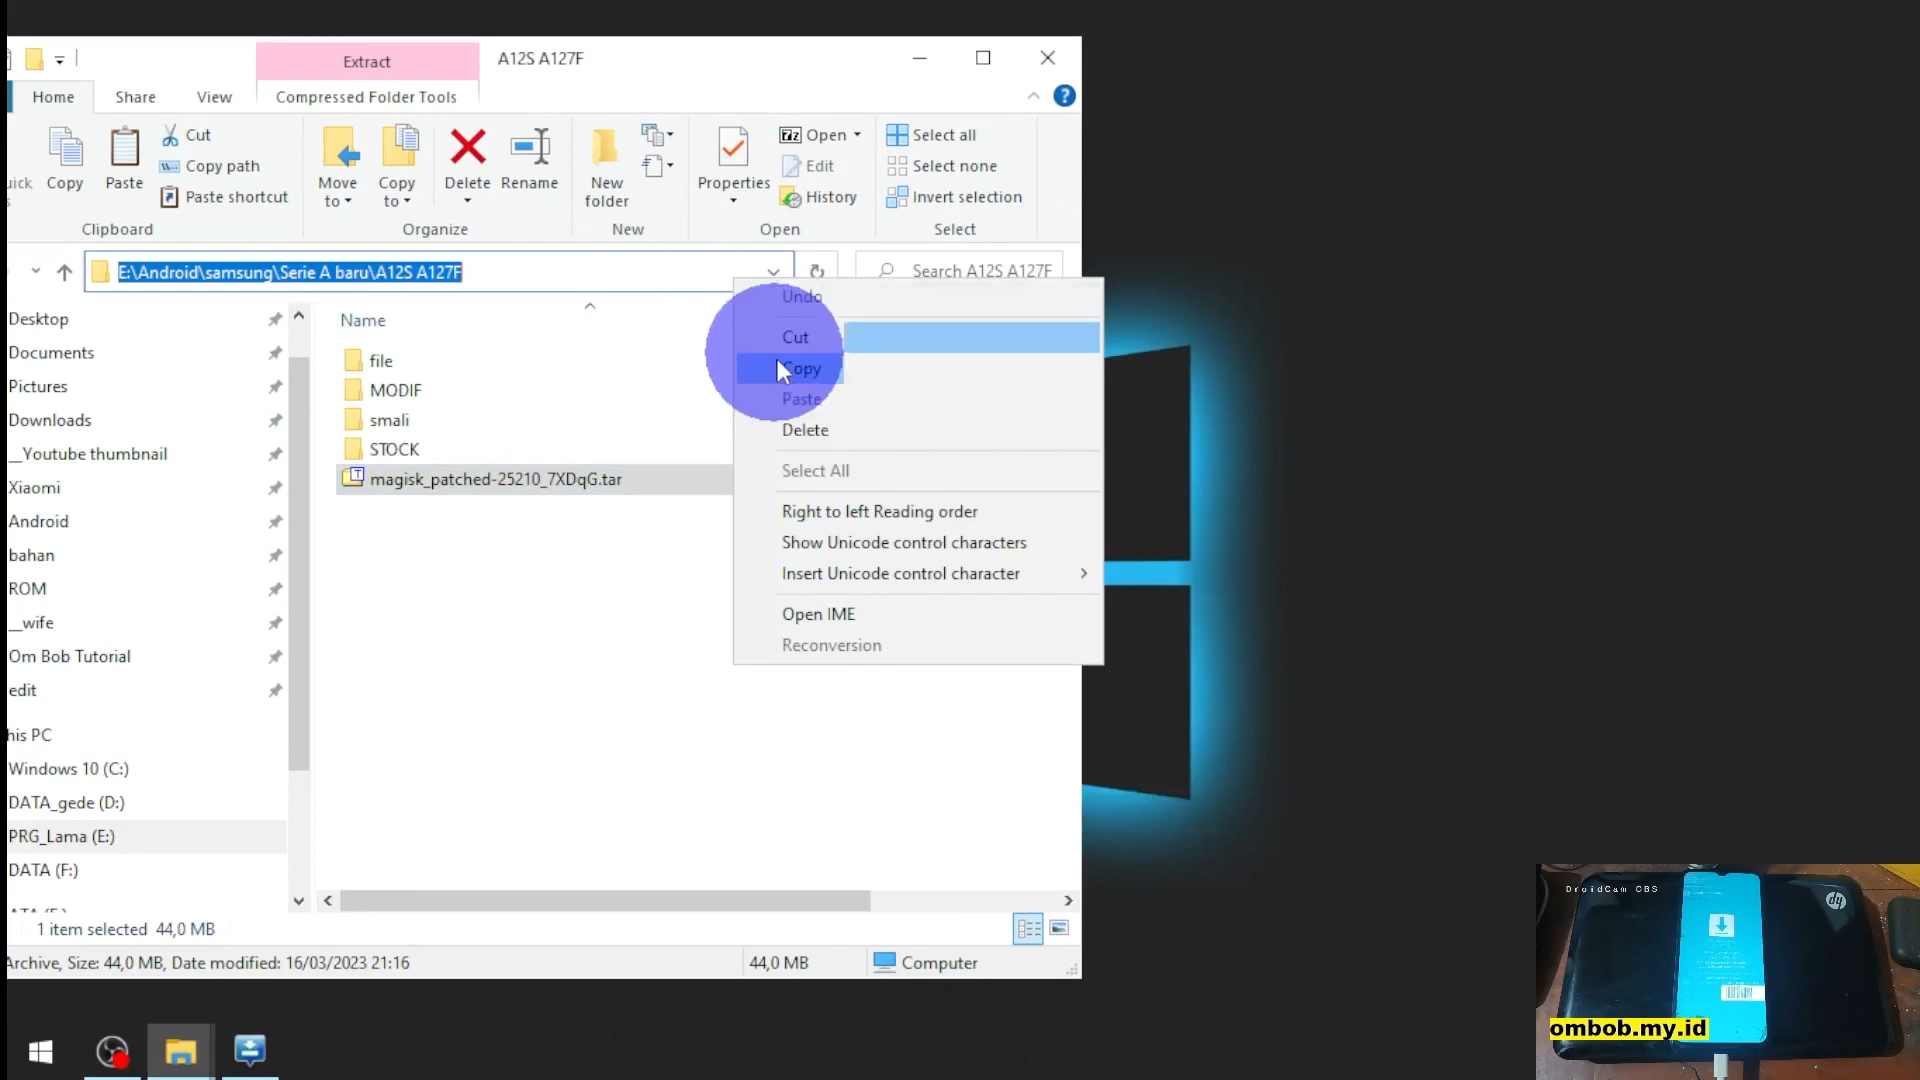 Extract
A12S A127F
Home
Share
View
Compressed Folder Tools
Copy
Paste
Cut
Copy path
Paste shortcut
Clipboard
Move to
Copy to
Delete
Rename
Organize
New folder
New
Properties
Open
Edit
History
Open
Select all
Select none
Invert selection
Select
E:\Android\samsung\Serie A baru\A12S A127F
Search A12S A127F
Desktop
Documents
Pictures
Downloads
__Youtube thumbnail
Xiaomi
Android
bahan
ROM
__wife
Om Bob Tutorial
edit
his PC
Windows 10 (C:)
DATA_gede (D:)
PRG_Lama (E:)
DATA (F:)
Name
file
MODIF
smali
STOCK
magisk_patched-25210_7XDqG.tar
Undo
Cut
Copy
Paste
Delete
Select All
Right to left Reading order
Show Unicode control characters
Insert Unicode control character
Open IME
Reconversion
1 item selected 44,0 MB
Archive, Size: 44,0 MB, Date modified: 16/03/2023 21:16
44,0 MB
Computer
DroidCam OBS
hp
ombob.my.id